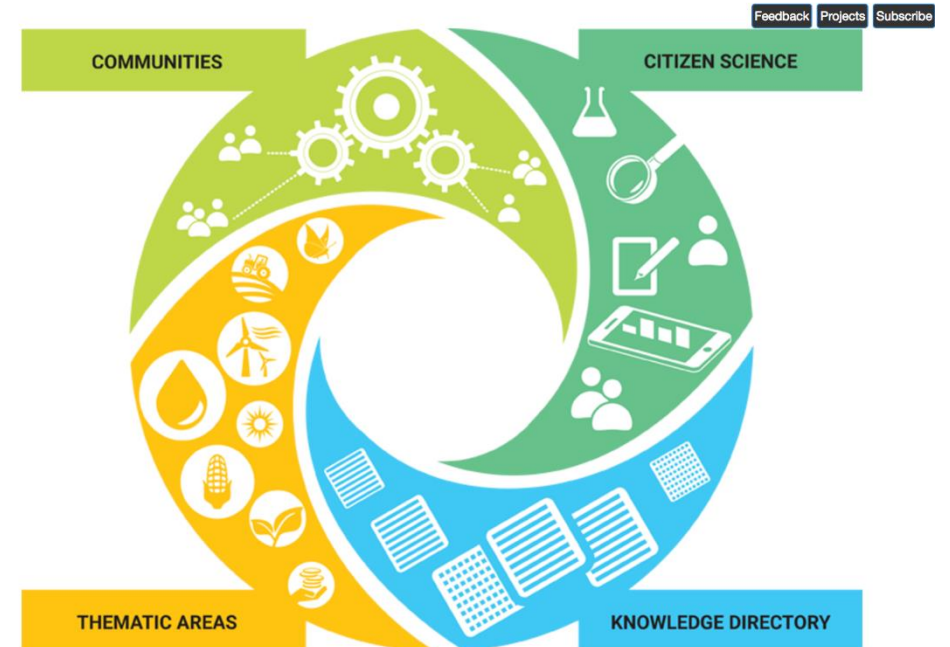 Feedback Projects Subscribe
COMMUNITIES
CITIZEN SCIENCE
THEMATIC AREAS
KNOWLEDGE DIRECTORY